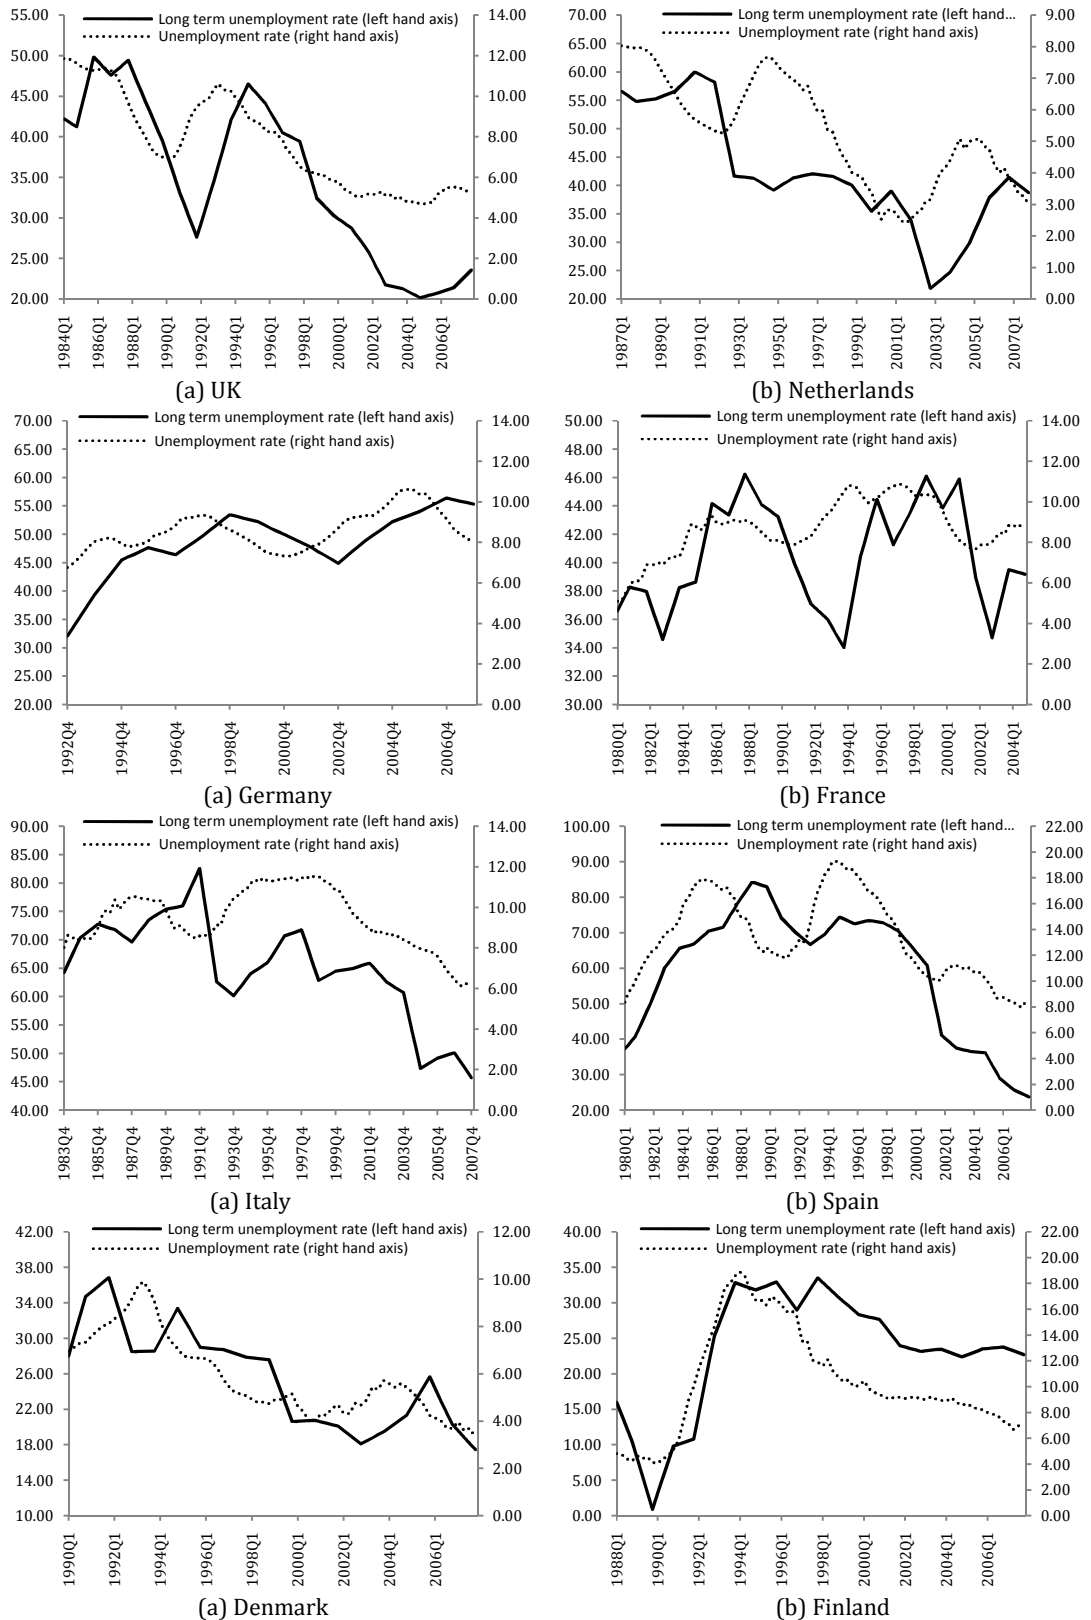 Long term unemployment rate (left hand axis)
Unemployment rate (right hand axis)
55.00
50.00
45.00
40.00
35.00
30.00
25.00
20.00
14.00
12.00
10.00
8.00
6.00
4.00
2.00
0.00
1984Q1
1986Q1
1988Q1
1990Q1
1992Q1
1994Q1
1996Q1
1998Q1
2000Q1
2002Q1
2004Q1
2006Q1
(a) UK
Long term unemployment rate (left hand...
Unemployment rate (right hand axis)
70.00
65.00
60.00
55.00
50.00
45.00
40.00
35.00
30.00
25.00
20.00
9.00
8.00
7.00
6.00
5.00
4.00
3.00
2.00
1.00
0.00
1987Q1
1989Q1
1991Q1
1993Q1
1995Q1
1997Q1
1999Q1
2001Q1
2003Q1
2005Q1
2007Q1
(b) Netherlands
Long term unemployment rate (left hand axis)
Unemployment rate (right hand axis)
70.00
65.00
60.00
55.00
50.00
45.00
40.00
35.00
30.00
25.00
20.00
14.00
12.00
10.00
8.00
6.00
4.00
2.00
0.00
1992Q4
1994Q4
1996Q4
1998Q4
2000Q4
2002Q4
2004Q4
2006Q4
(a) Germany
Long term unemployment rate (left hand axis)
Unemployment rate (right hand axis)
50.00
48.00
46.00
44.00
42.00
40.00
38.00
36.00
34.00
32.00
30.00
14.00
12.00
10.00
8.00
6.00
4.00
2.00
0.00
1980Q1
1982Q1
1984Q1
1986Q1
1988Q1
1990Q1
1992Q1
1994Q1
1996Q1
1998Q1
2000Q1
2002Q1
2004Q1
(b) France
Long term unemployment rate (left hand axis)
Unemployment rate (right hand axis)
90.00
85.00
80.00
75.00
70.00
65.00
60.00
55.00
50.00
45.00
40.00
14.00
12.00
10.00
8.00
6.00
4.00
2.00
0.00
1983Q4
1985Q4
1987Q4
1989Q4
1991Q4
1993Q4
1995Q4
1997Q4
1999Q4
2001Q4
2003Q4
2005Q4
2007Q4
(a) Italy
Long term unemployment rate (left hand...
Unemployment rate (right hand axis)
100.00
90.00
80.00
70.00
60.00
50.00
40.00
30.00
20.00
22.00
20.00
18.00
16.00
14.00
12.00
10.00
8.00
6.00
4.00
2.00
0.00
1980Q1
1982Q1
1984Q1
1986Q1
1988Q1
1990Q1
1992Q1
1994Q1
1996Q1
1998Q1
2000Q1
2002Q1
2004Q1
2006Q1
(b) Spain
Long term unemployment rate (left hand axis)
Unemployment rate (right hand axis)
42.00
38.00
34.00
30.00
26.00
22.00
18.00
14.00
10.00
12.00
10.00
8.00
6.00
4.00
2.00
0.00
1990Q1
1992Q1
1994Q1
1996Q1
1998Q1
2000Q1
2002Q1
2004Q1
2006Q1
(a) Denmark
Long term unemployment rate (left hand axis)
Unemployment rate (right hand axis)
40.00
35.00
30.00
25.00
20.00
15.00
10.00
5.00
0.00
22.00
20.00
18.00
16.00
14.00
12.00
10.00
8.00
6.00
4.00
2.00
0.00
1988Q1
1990Q1
1992Q1
1994Q1
1996Q1
1998Q1
2000Q1
2002Q1
2004Q1
2006Q1
(b) Finland